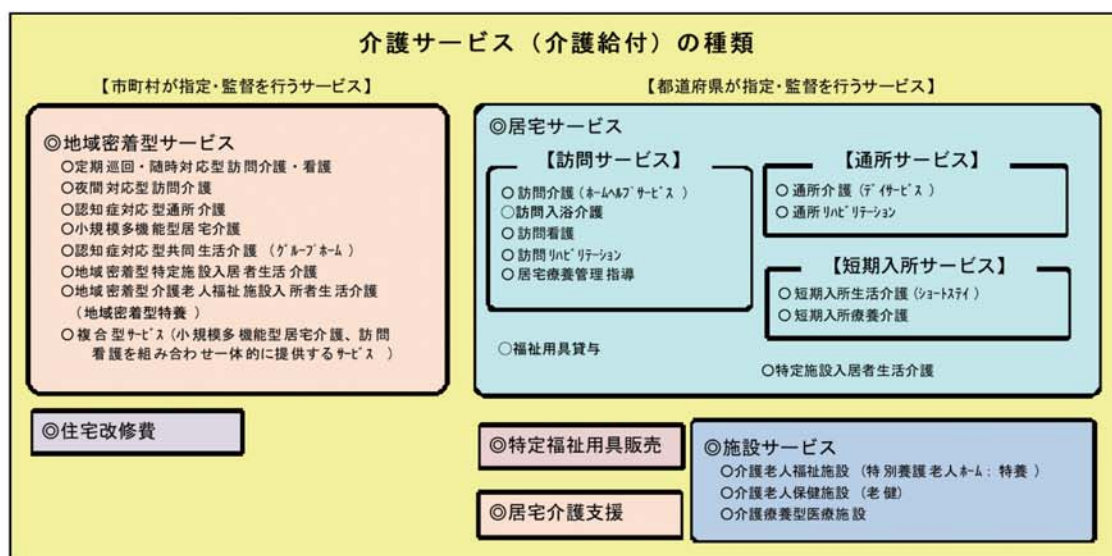 介護サービス（介護給付）の種類
【市町村が指定・監督を行うサービス】
◎地域密着型サービス
○定期巡回・随時対応型訪問介護・看護
○夜間対応型訪問介護
○認知症対応型通所介護
○小規模多機能型居宅介護
○認知症対応型共同生活介護（ｸﾞﾙｰﾌﾟﾎｰﾑ）
○地域密着型特定施設入居者生活介護
○地域密着型介護老人福祉施設入所者生活介護
（地域密着型特養）
○複合型ｻｰﾋﾞｽ（小規模多機能型居宅介護、訪問
看護を組み合わせ一体的に提供するｻｰﾋﾞｽ）
◎住宅改修費
【都道府県が指定・監督を行うサービス】
◎居宅サービス
【訪問サービス】
○訪問介護（ﾎｰﾑﾍﾙﾌﾟｻｰﾋﾞｽ）
○訪問入浴介護
○訪問看護
○訪問ﾘﾊﾋﾞﾘﾃｰｼｮﾝ
○居宅療養管理指導
【通所サービス】
○通所介護（ﾃﾞｲｻｰﾋﾞｽ）
○通所ﾘﾊﾋﾞﾘﾃｰｼｮﾝ
【短期入所サービス】
○短期入所生活介護（ｼｮｰﾄｽﾃｲ）
○短期入所療養介護
○福祉用具貸与
○特定施設入居者生活介護
◎特定福祉用具販売
◎居宅介護支援
◎施設サービス
○介護老人福祉施設（特別養護老人ﾎｰﾑ：特養）
○介護老人保健施設（老健）
○介護療養型医療施設